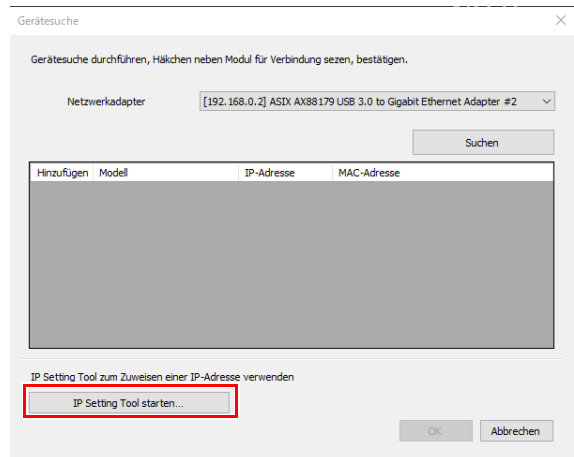 Gerätesuche
Gerätesuche durchführen, Häkchen neben Modul für Verbindung sezen, bestätigen.
Netzwerkadapter [192.168.0.2] ASIX AX88179 USB 3.0 to Gigabit Ethernet Adapter #2
Suchen
Hinzufügen Modell IP-Adresse MAC-Adresse
IP Setting Tool zum Zuweisen einer IP-Adresse verwenden
IP Setting Tool starten...
OK Abbrechen